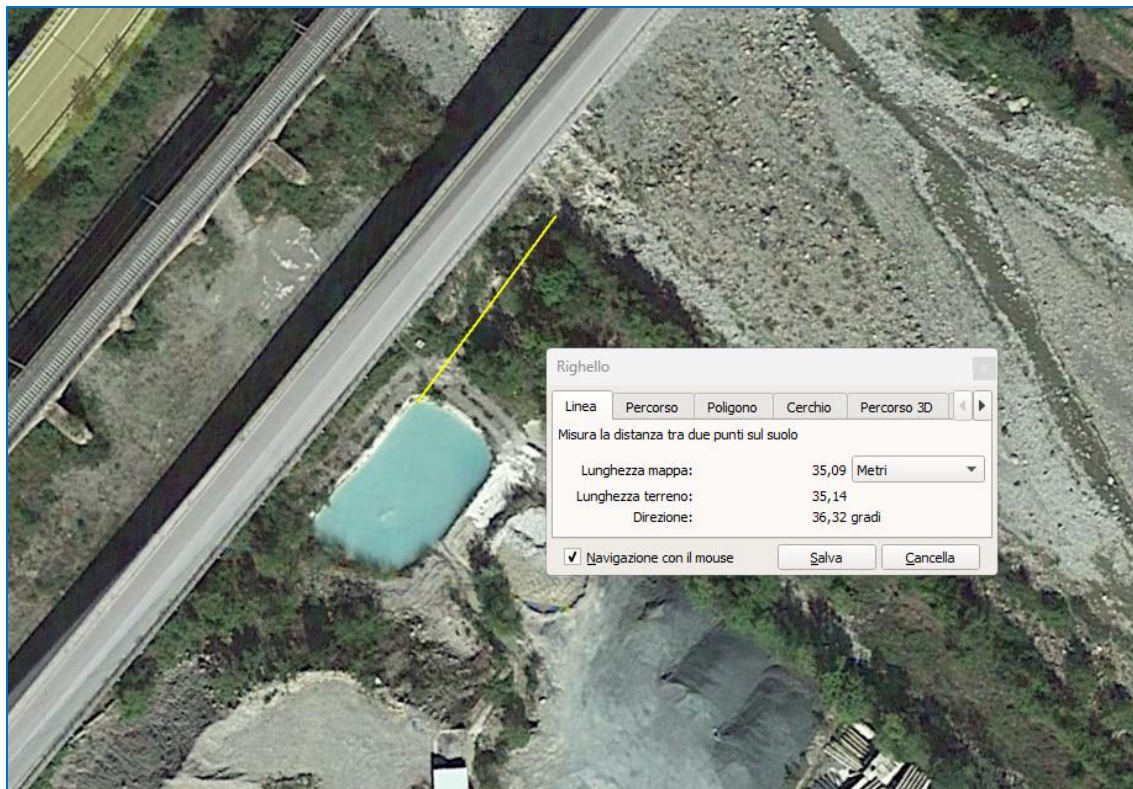 Righello
Linea Percorso Poligono Cerchio Percorso 3D
Misura la distanza tra due punti sul suolo
Lunghezza mappa: 35,09 Metri
Lunghezza terreno: 35,14
Direzione: 36,32 gradi
Navigazione con il mouse Salva Cancella